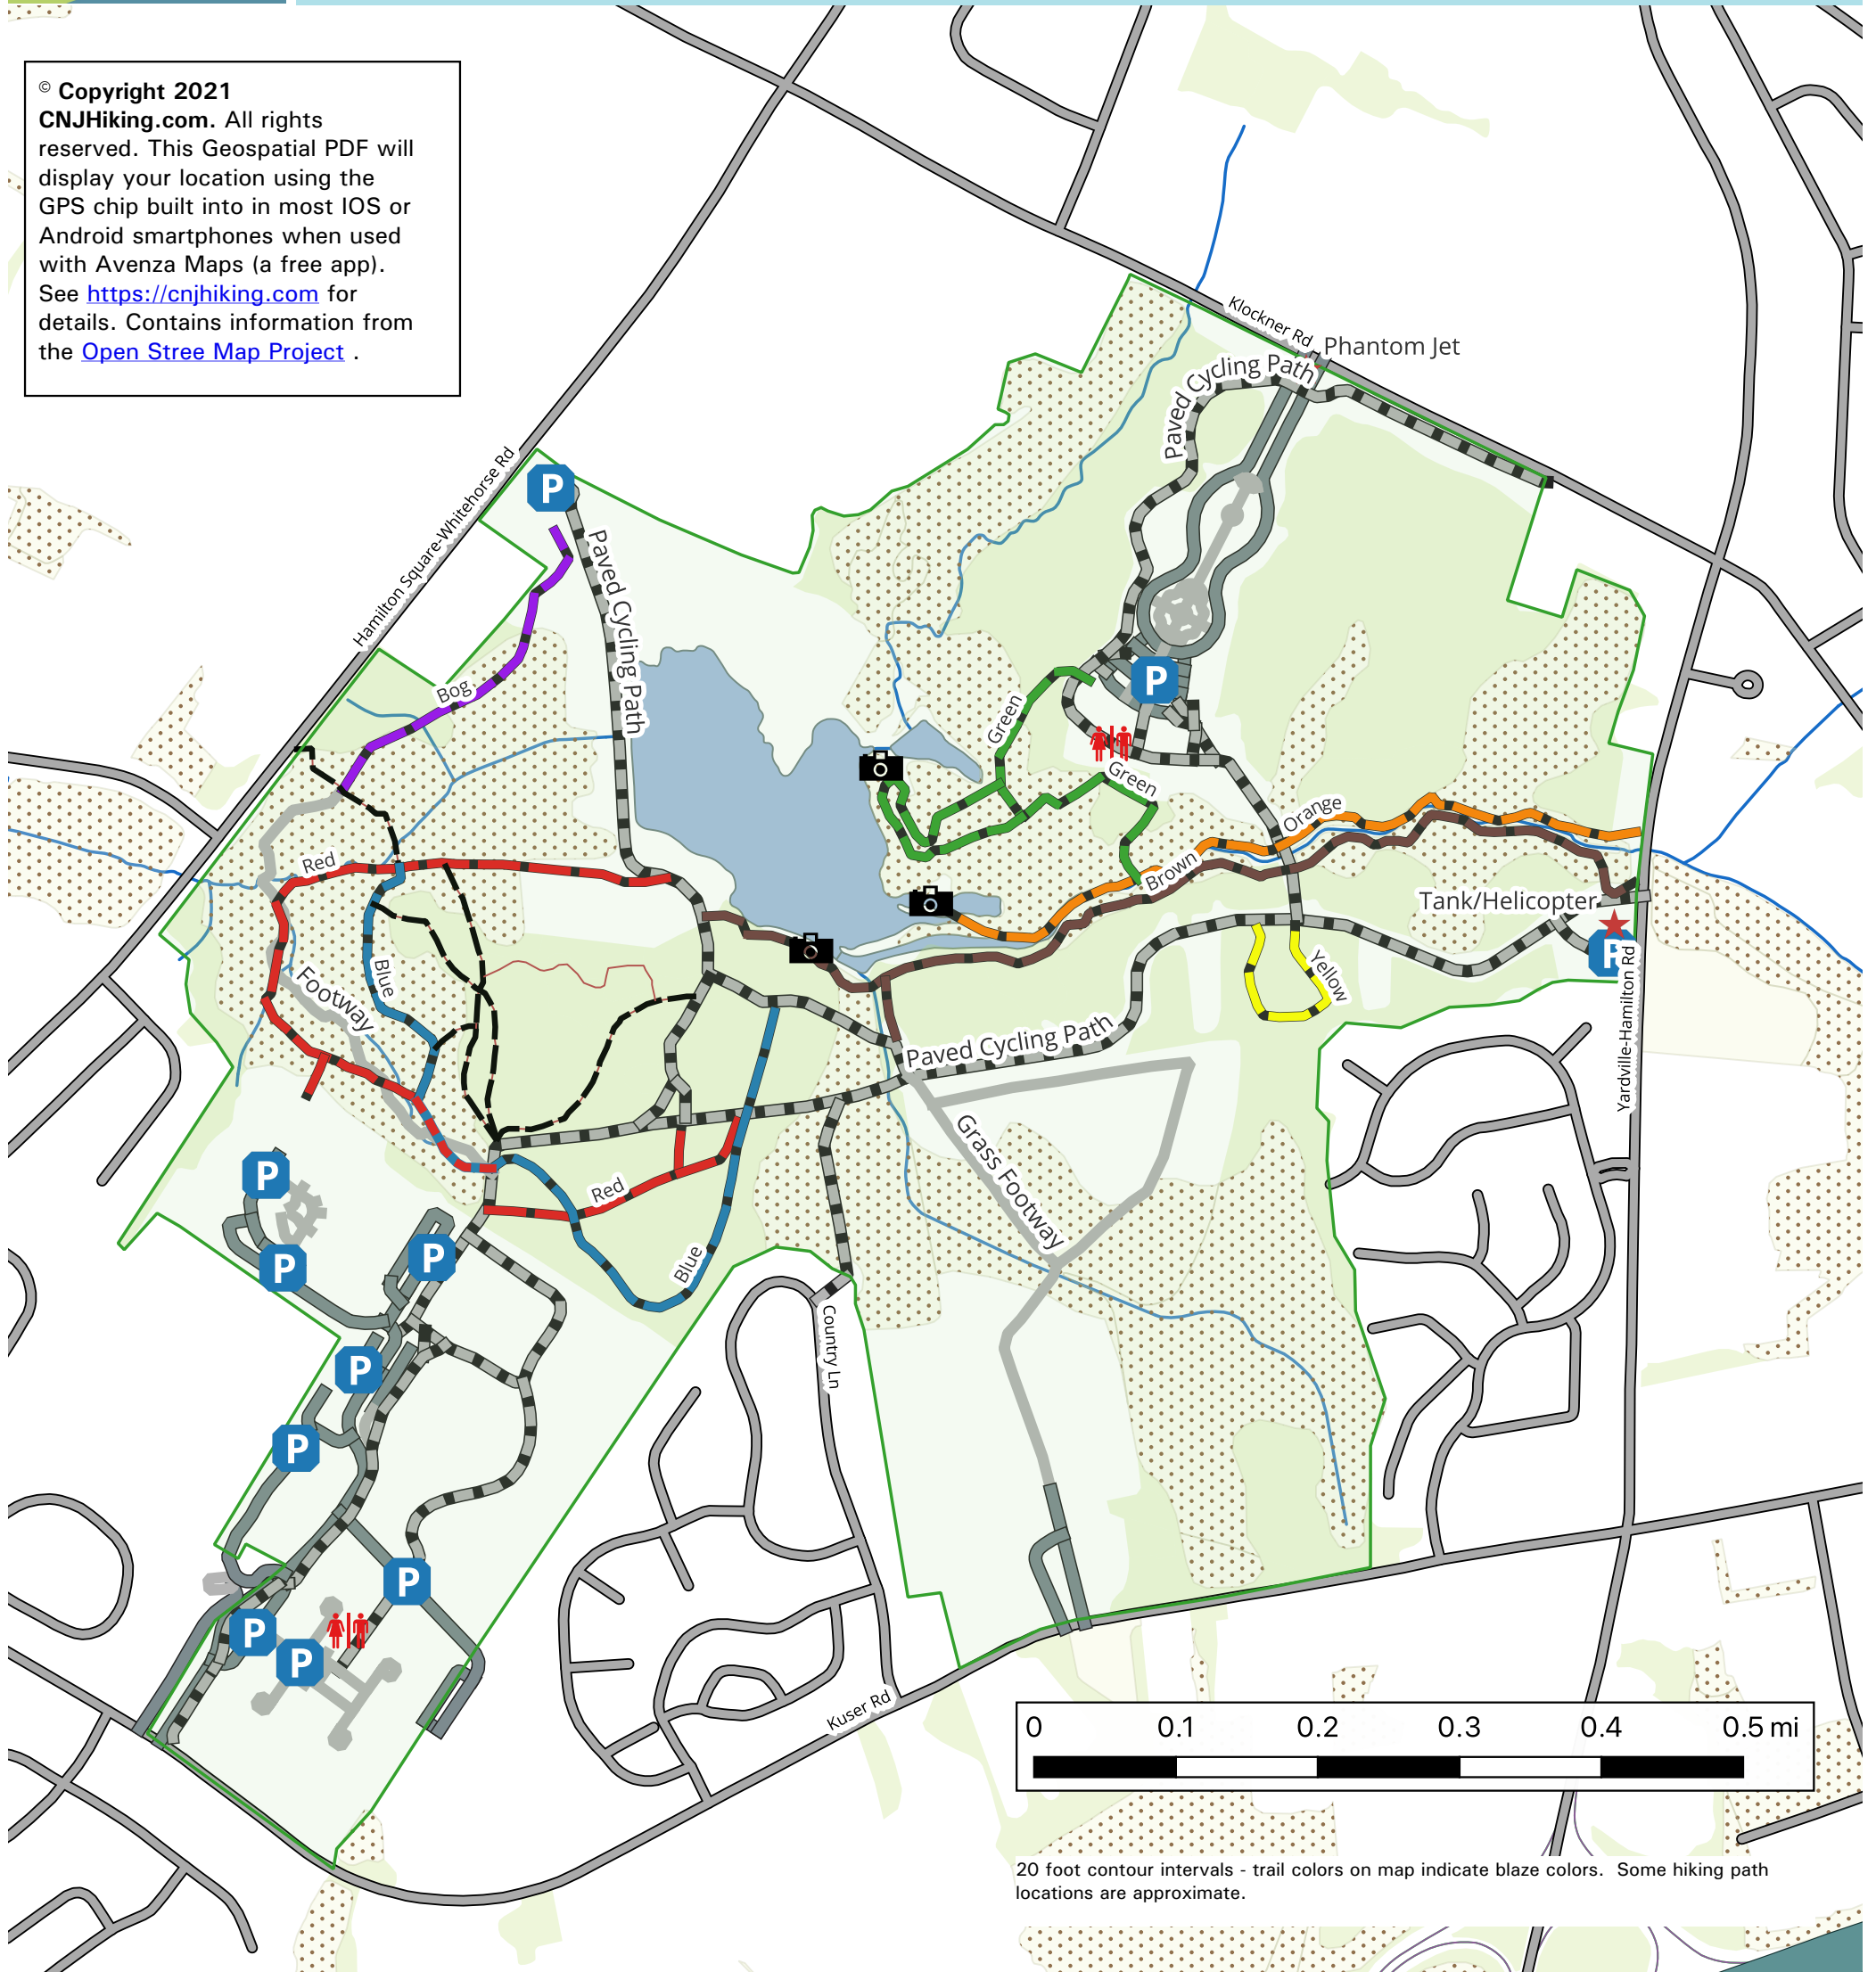 © Copyright 2021
CNJHiking.com. All rights
reserved. This Geospatial PDF will
display your location using the
GPS chip built into in most IOS or
Android smartphones when used
with Avenza Maps (a free app).
See https://cnjhiking.com for
details. Contains information from
the Open Stree Map Project .
Klockner Rd
Phantom Jet
Paved Cycling Path
Hamilton Square-Whitehorse Rd
P
Paved Cycling Path
Bog
P
Green
Green
Orange
Red
Brown
Tank/Helicopter
P
Blue
Footway
Yellow
Yardville-Hamilton Rd
Paved Cycling Path
Grass Footway
P
Red
P
P
Blue
Country Ln
P
P
P
P
P
Kuser Rd
0 0.1 0.2 0.3 0.4 0.5 mi
20 foot contour intervals - trail colors on map indicate blaze colors. Some hiking path
locations are approximate.